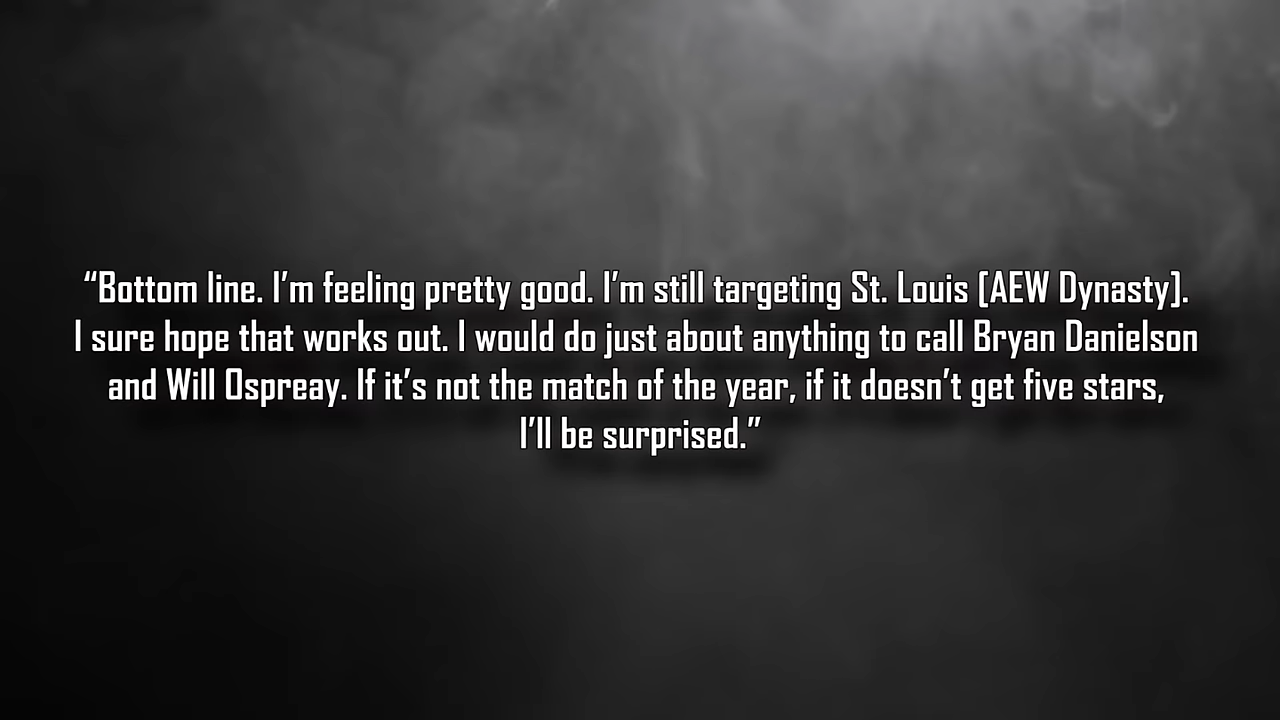 “Bottom line. I’m feeling pretty good. I’m still targeting St. Louis [AEW Dynasty].
I sure hope that works out. I would do just about anything to call Bryan Danielson
and Will Ospreay. If it’s not the match of the year, if it doesn’t get five stars,
I’ll be surprised.”